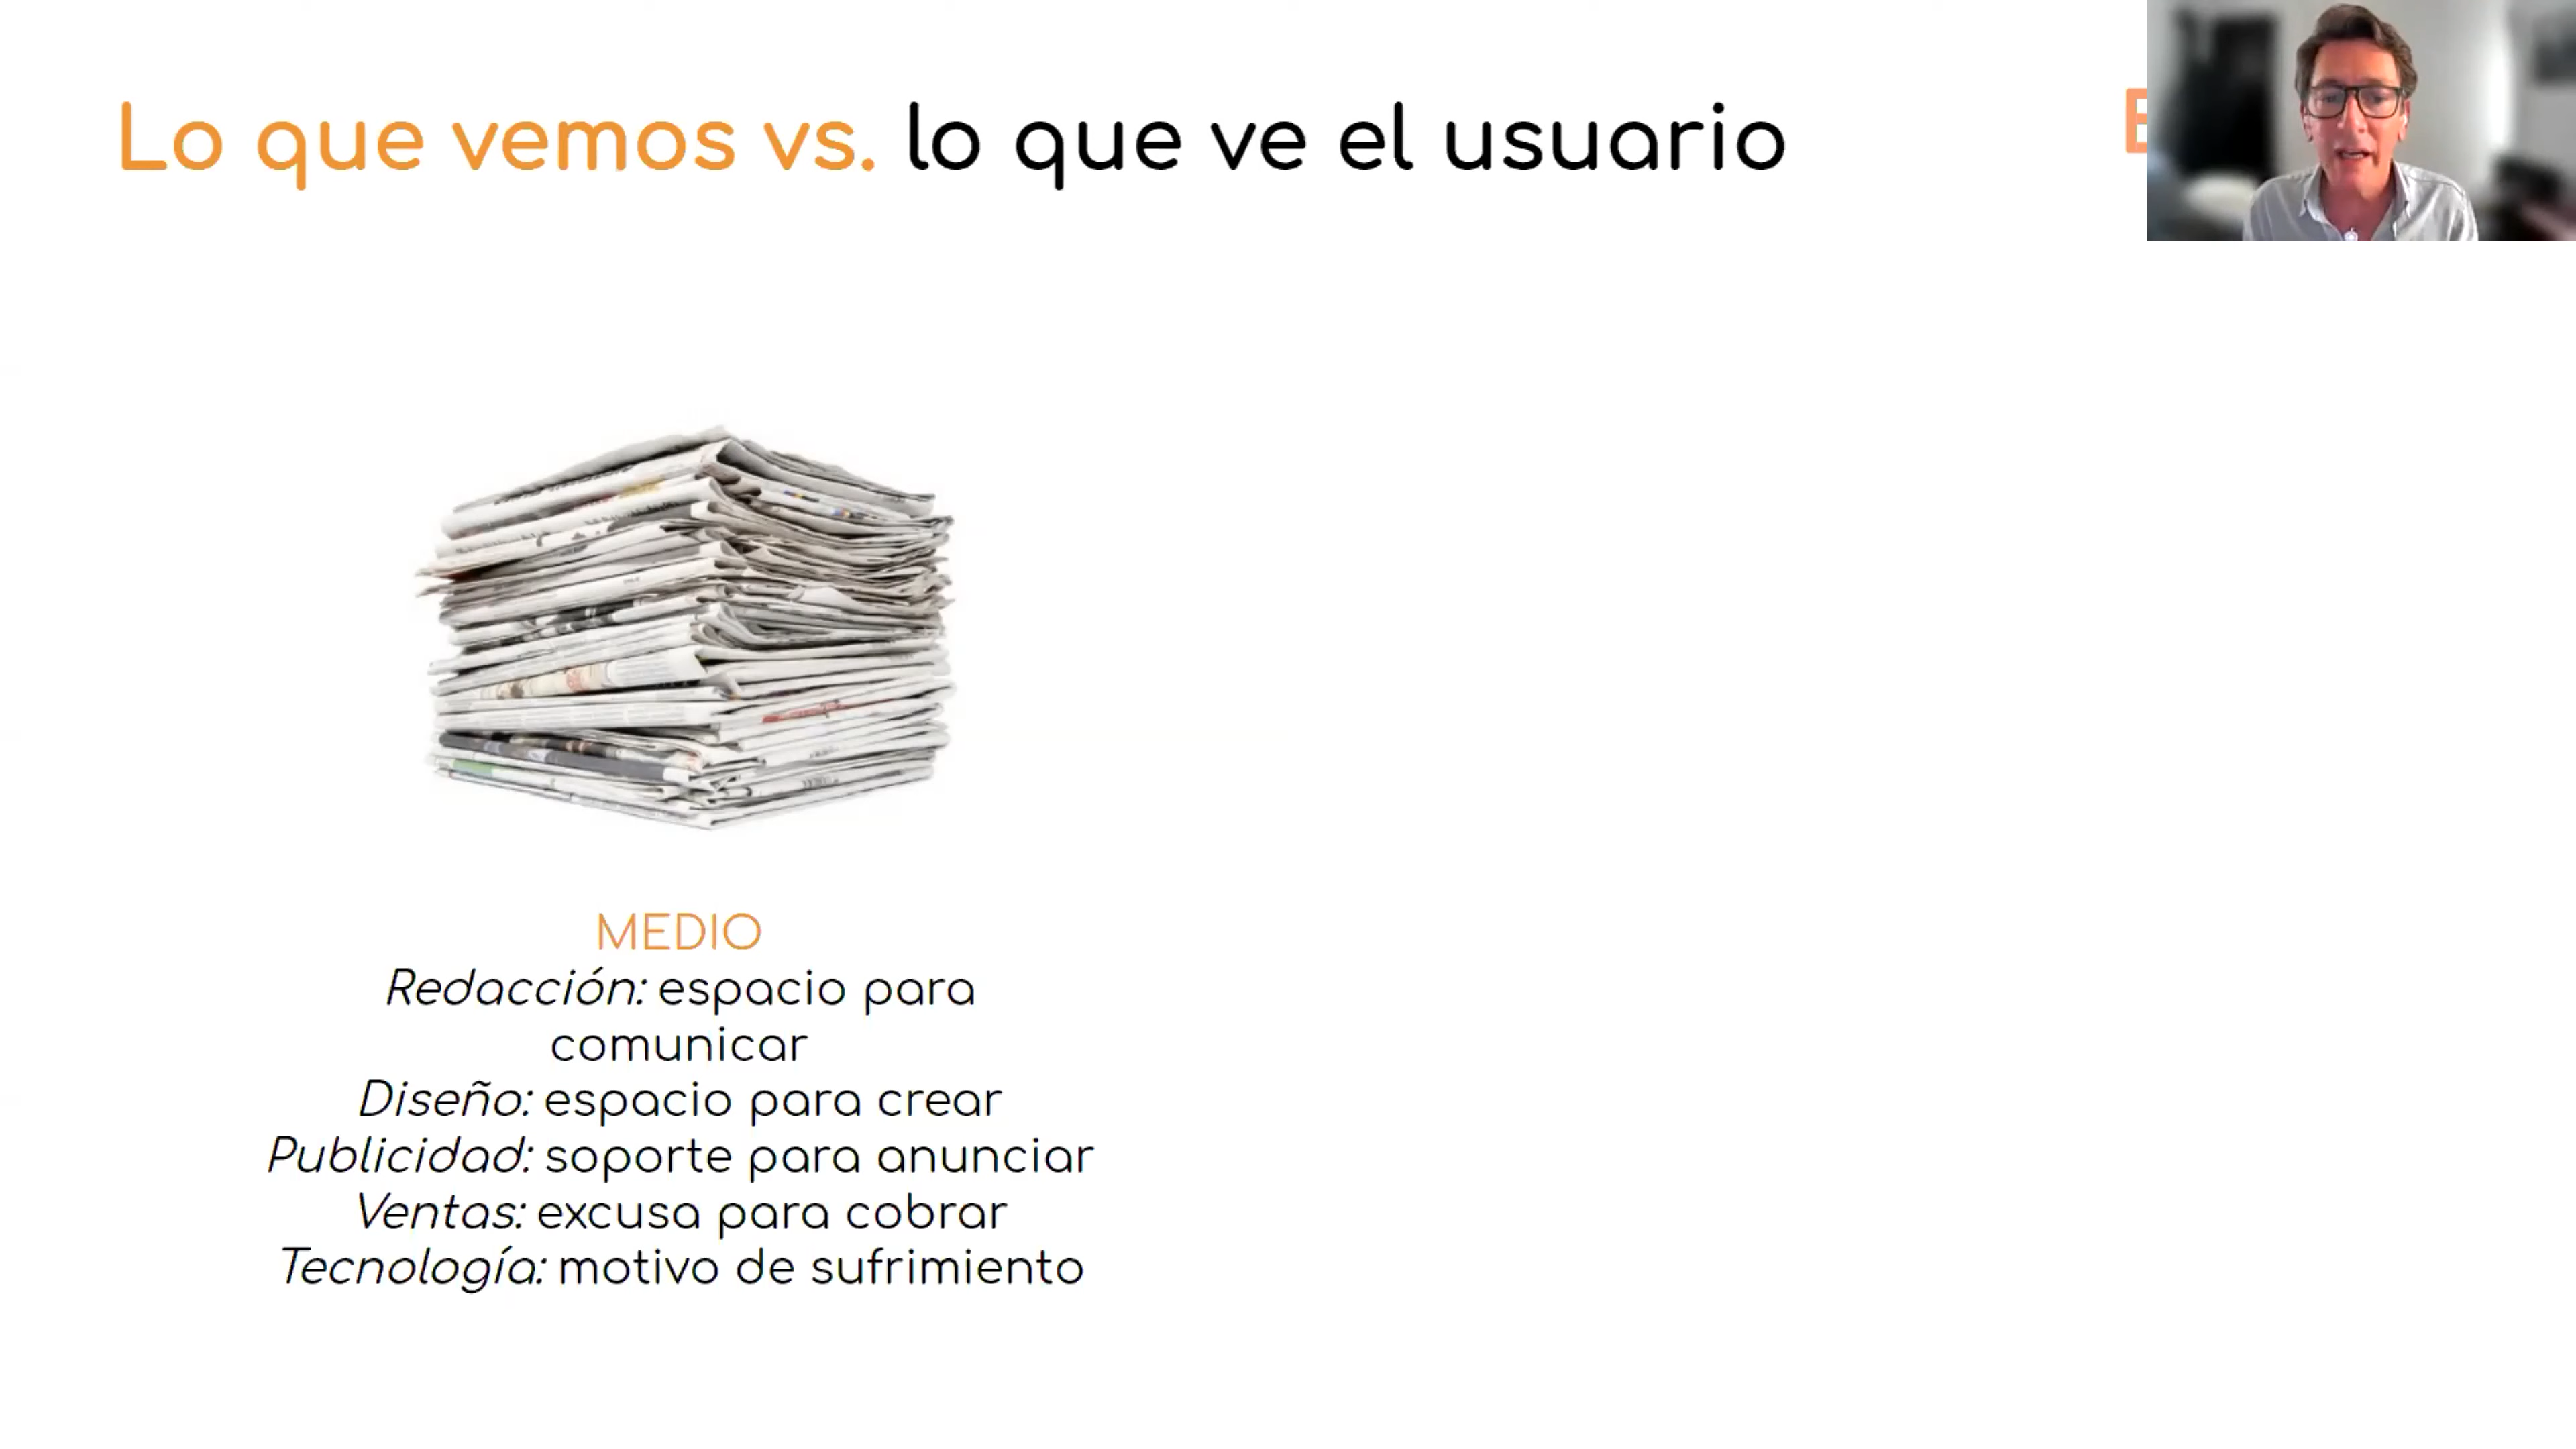 Lo que vemos vs. lo que ve el usuario
MEDIO
Redacción: espacio para
comunicar
Diseño: espacio para crear
Publicidad: soporte para anunciar
Ventas: excusa para cobrar
Tecnología: motivo de sufrimiento